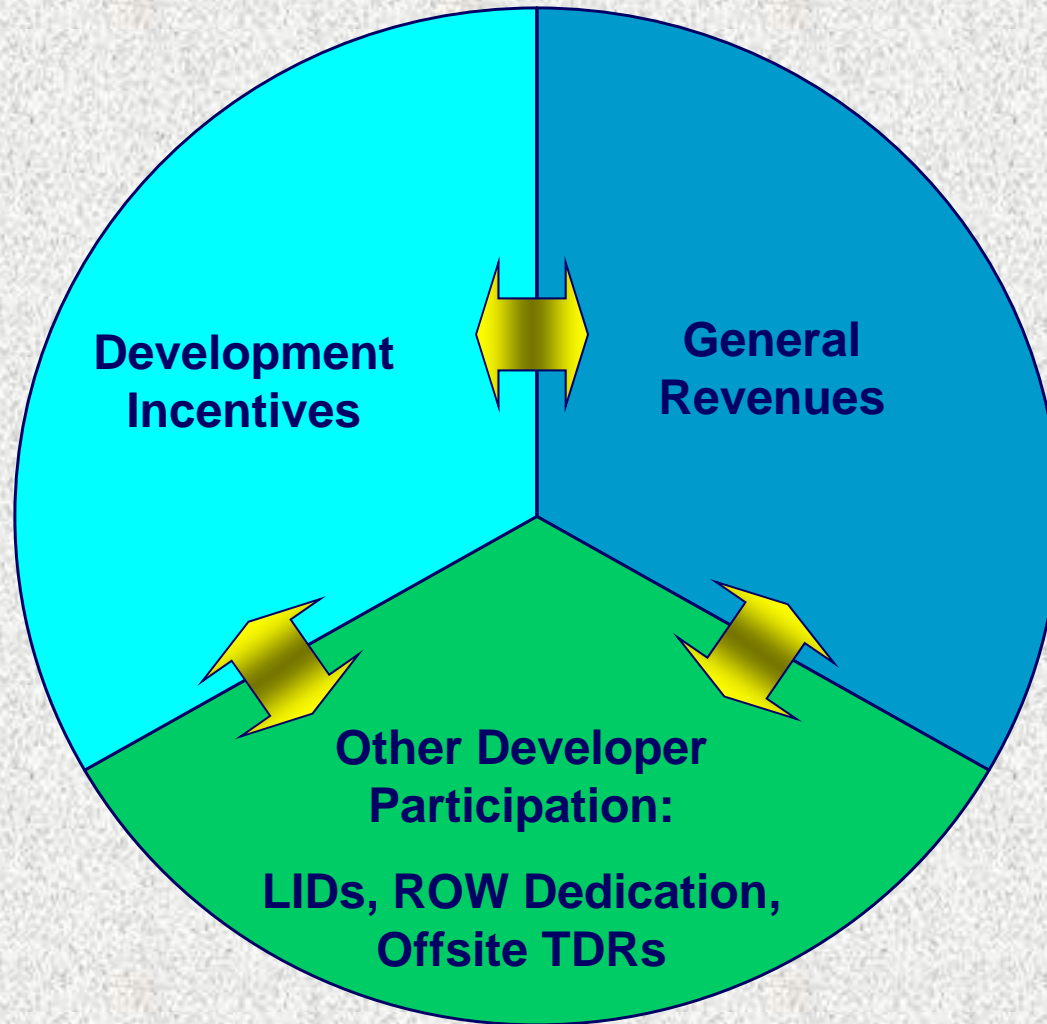 Development
Incentives
General
Revenues
Other Developer
Participation:
LIDs, ROW Dedication,
Offsite TDRs